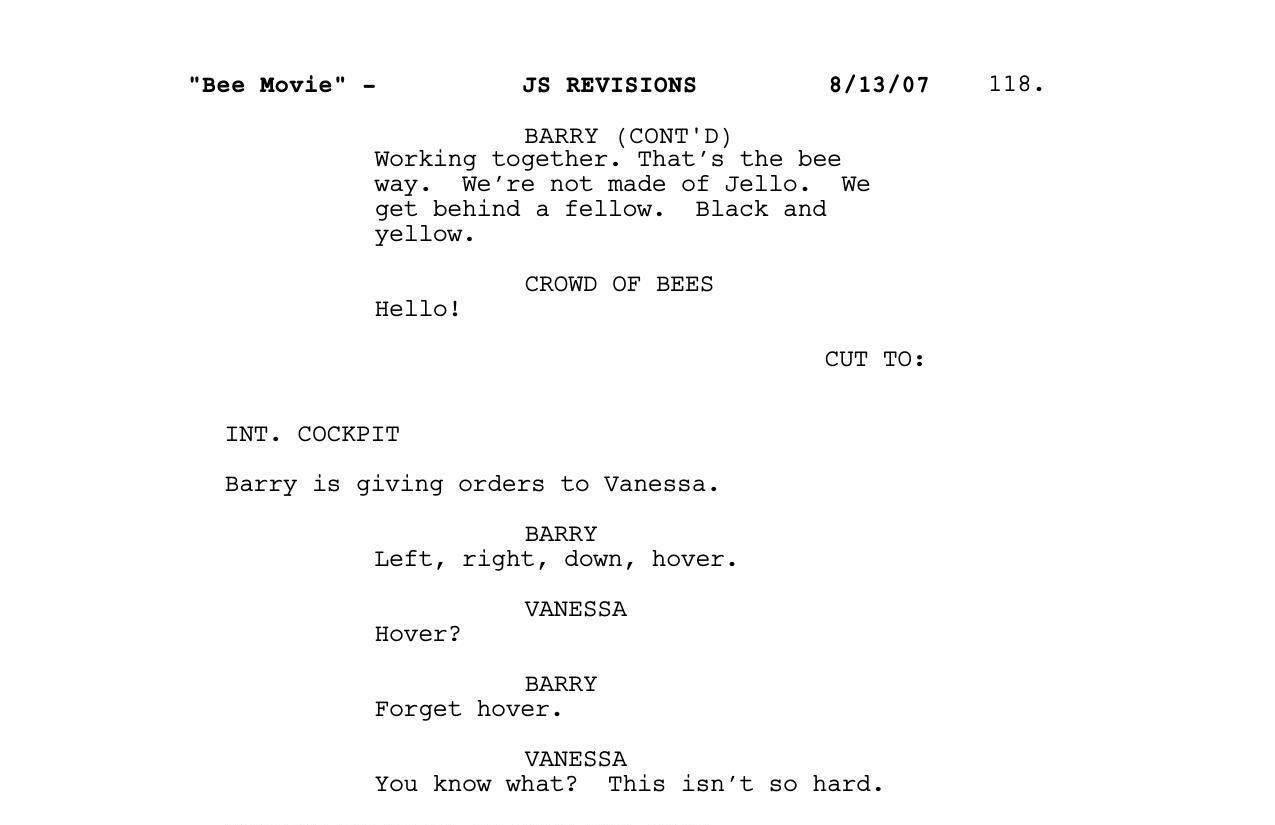 "Bee Movie" - JS REVISIONS 8/13/07 118.
BARRY (CONT'D)
Working together. That’s the bee
way.  We’re not made of Jello.  We
get behind a fellow.  Black and
yellow.
CROWD OF BEES
Hello!
CUT TO:
INT. COCKPIT
Barry is giving orders to Vanessa.
BARRY
Left, right, down, hover.
VANESSA
Hover?
BARRY
Forget hover.
VANESSA
You know what?  This isn’t so hard.